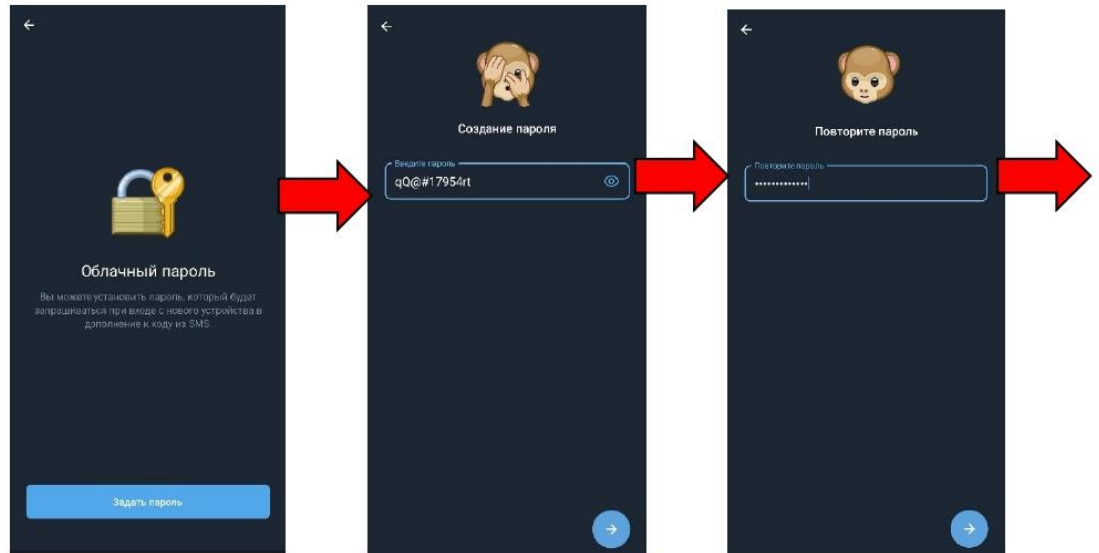 Облачный пароль
Вы можете установить пароль, который будет
запрашиваться при входе с нового устройства в
дополнение к коду из SMS.
Задать пароль
Создание пароля
Введите пароль
qQ@#17954rt
Повторите пароль
Повторите пароль